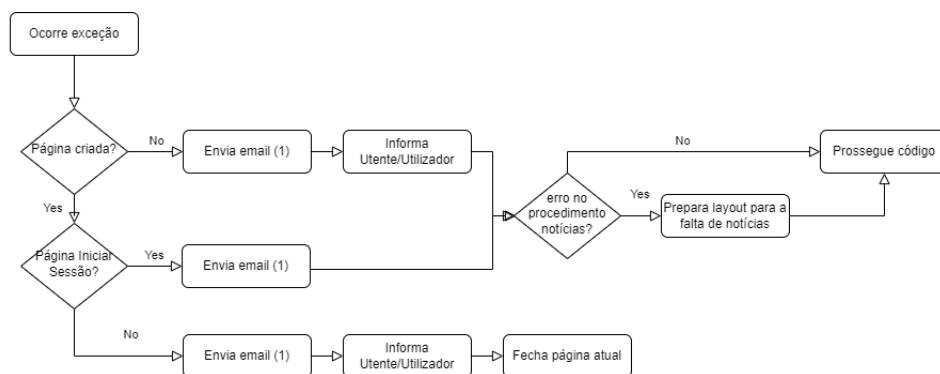 Ocorre exceção
Página criada?
No
Envia email (1)
Informa
Utente/Utilizador
No
Prossegue código
erro no
procedimento
notícias?
Yes
Prepara layout para a
falta de notícias
Yes
Página Iniciar
Sessão?
Yes
Envia email (1)
No
Envia email (1)
Informa
Utente/Utilizador
Fecha página atual